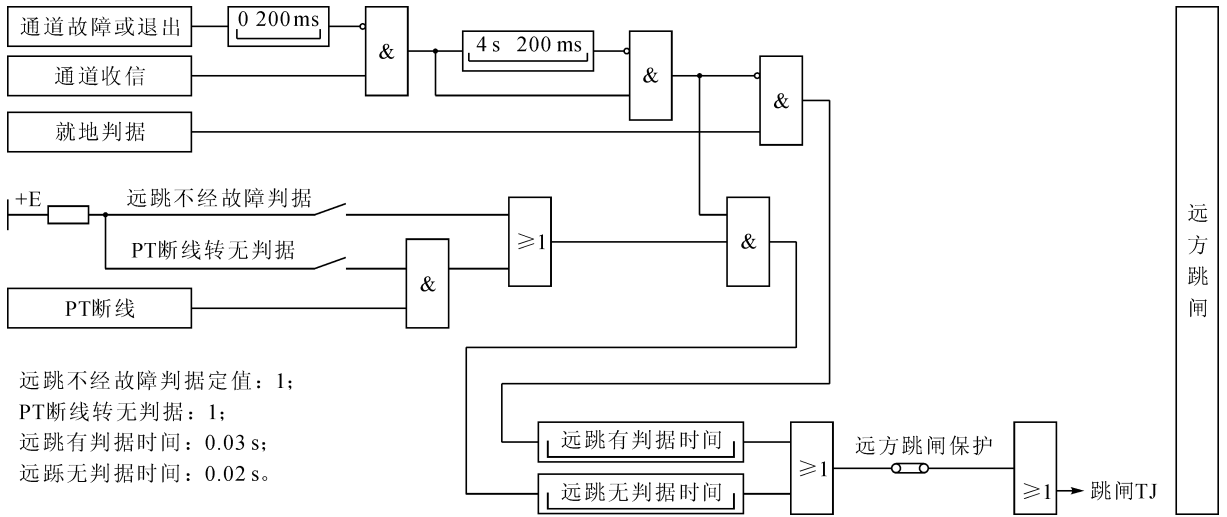 通道故障或退出
0 200ms
&
通道收信
4s 200ms
&
&
就地判据
+E
远跳不经故障判据
≥1
&
PT断线转无判据
&
PT断线
远方跳闸
远跳不经故障判据定值：1；
PT断线转无判据：1；
远跳有判据时间：0.03 s；
远跞无判据时间：0.02 s。
远跳有判据时间
远跳无判据时间
≥1
远方跳闸保护
≥1
跳闸TJ